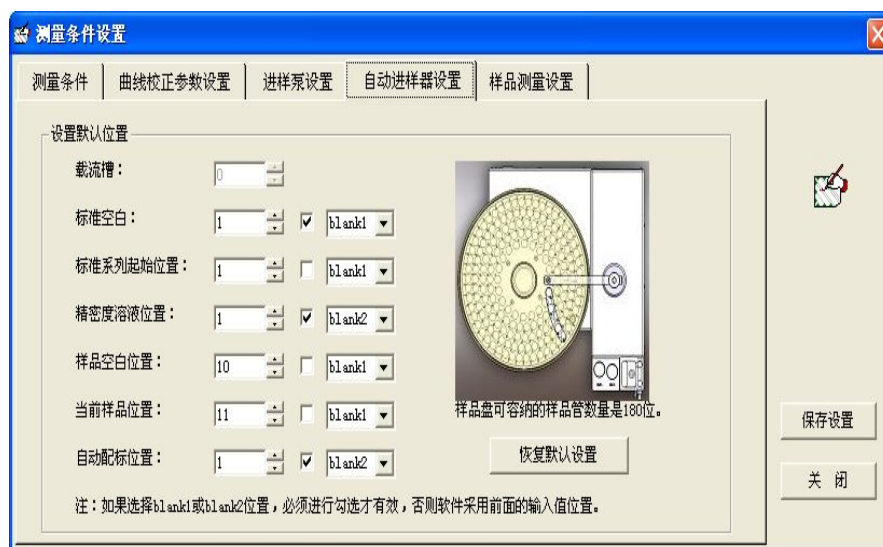 测量条件设置
测量条件 曲线校正参数设置 进样泵设置 自动进样器设置 样品测量设置
设置默认位置
载流槽： 0
标准空白： 1 blank1
标准系列起始位置： 1 blank1
精密度溶液位置： 1 blank2
样品空白位置： 10 blank1
当前样品位置： 11 blank1
自动配标位置： 1 blank2
样品盘可容纳的样品管数量是180位。
恢复默认设置
保存设置
关 闭
注：如果选择blank1或blank2位置，必须进行勾选才有效，否则软件采用前面的输入值位置。